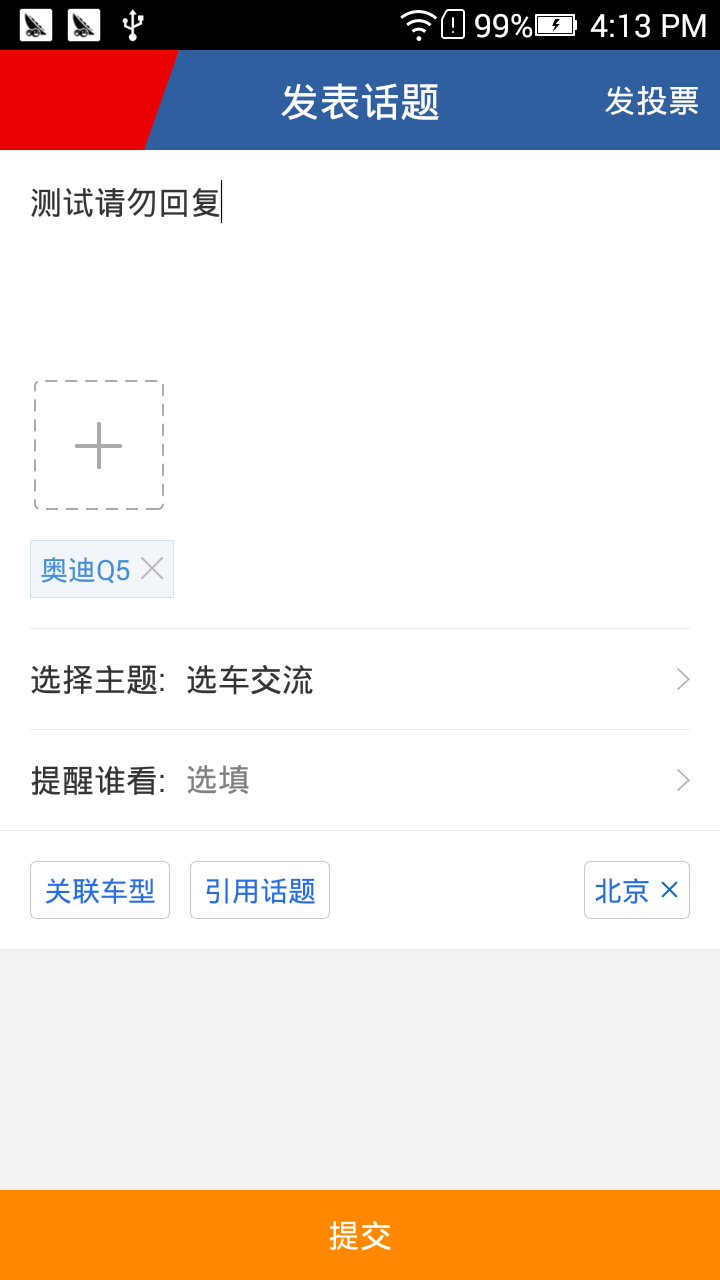 99% 4:13 PM
发表话题 发投票
测试请勿回复
奥迪Q5
选择主题: 选车交流
提醒谁看: 选填
关联车型 引用话题 北京
提交